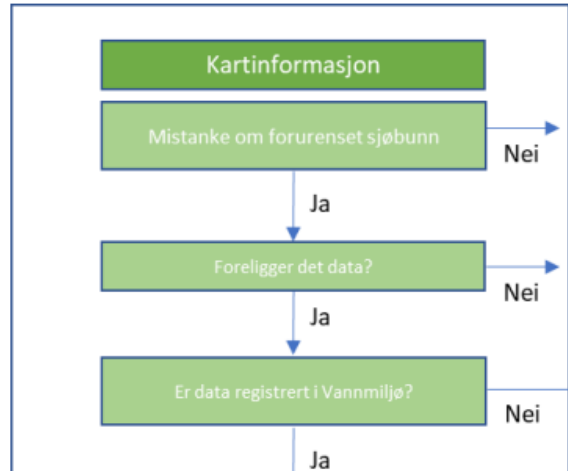 Kartinformasjon
Mistanke om forurenset sjøbunn
Nei
Ja
Foreligger det data?
Nei
Ja
Er data registrert i Vannmiljø?
Nei
Ja